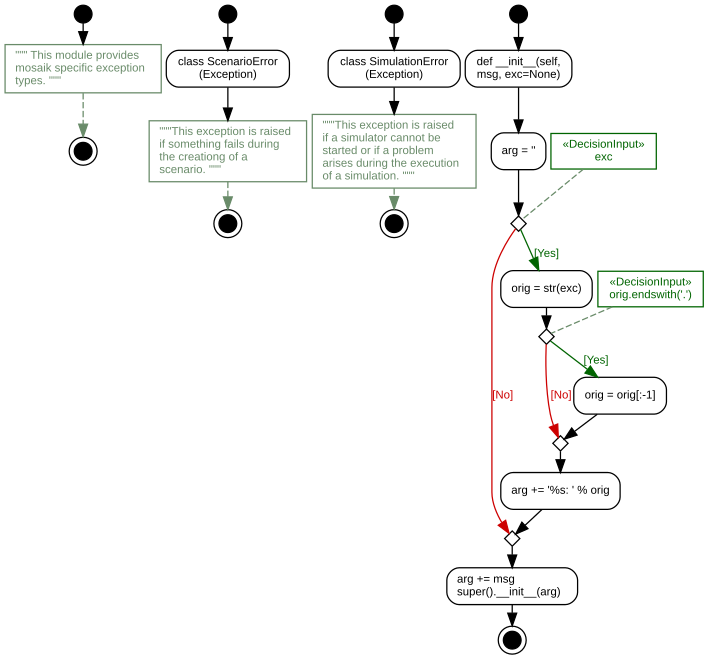 """ This module provides
mosaik specific exception
types. """
class ScenarioError
(Exception)
"""This exception is raised
if something fails during
the creationg of a
scenario. """
class SimulationError
(Exception)
"""This exception is raised
if a simulator cannot be
started or if a problem
arises during the execution
of a simulation. """
def __init__(self,
msg, exc=None)
arg = ''
«DecisionInput»
exc
[Yes]
orig = str(exc)
«DecisionInput»
orig.endswith('.')
[Yes]
[No]
[No]
orig = orig[:-1]
arg += '%s: ' % orig
arg += msg
super().__init__(arg)